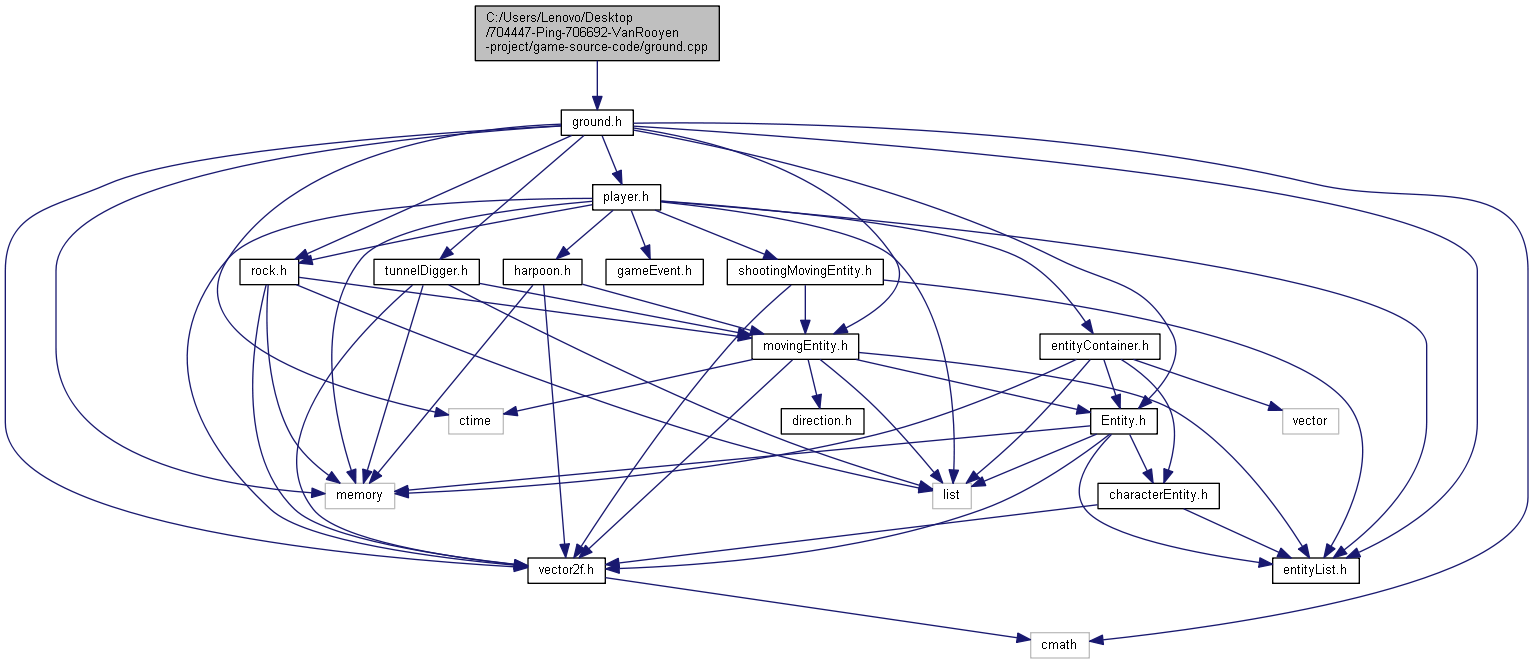 C:/Users/Lenovo/Desktop
/704447-Ping-706692-VanRooyen
-project/game-source-code/ground.cpp
ground.h
player.h
rock.h
tunnelDigger.h
harpoon.h
gameEvent.h
shootingMovingEntity.h
movingEntity.h
entityContainer.h
ctime
direction.h
Entity.h
vector
memory
list
characterEntity.h
vector2f.h
entityList.h
cmath